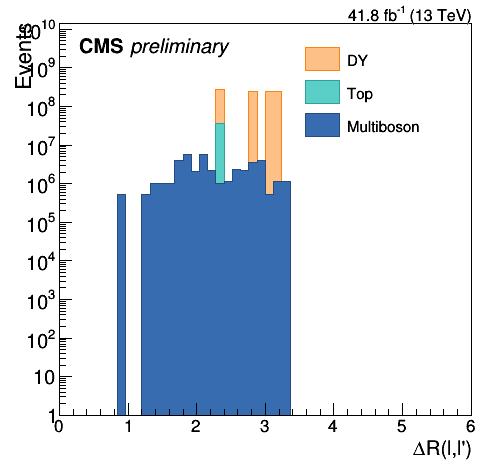 41.8 fb⁻¹ (13 TeV)
Events
CMS preliminary
DY
Top
Multiboson
10¹⁰
10⁹
10⁸
10⁷
10⁶
10⁵
10⁴
10³
10²
10
1
0 1 2 3 4 5 6
ΔR(l,l')